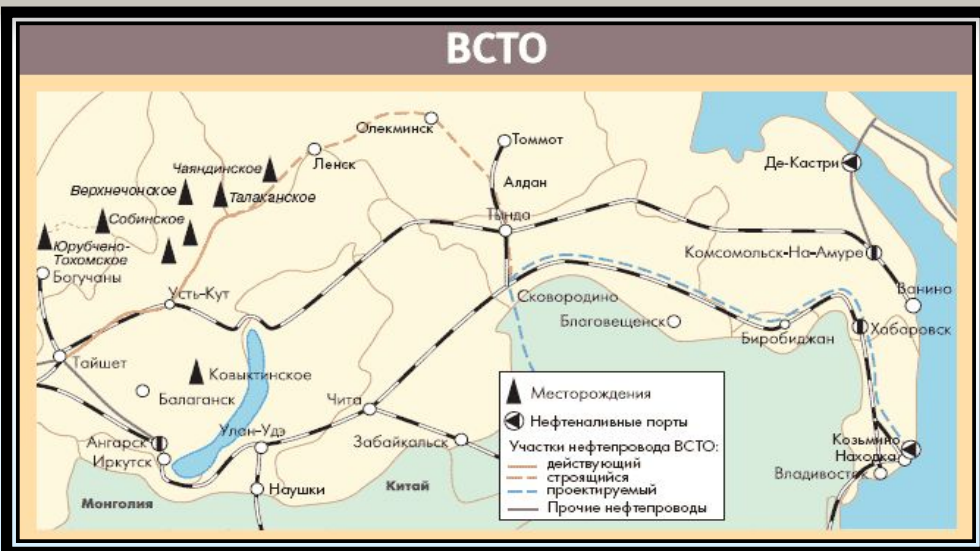 ВСТО
Олекминск
Томмот
Ленск
Де-Кастри
Чаяндинское
Алдан
Верхнечонское
Талаканское
Собинское
Тында
Юрубчено-
Тохомское
Комсомольск-На-Амуре
Богучаны
Усть-Кут
Сковородино
Ванино
Благовещенск
Хабаровск
Биробиджан
Тайшет
Ковыктинское
Балаганск
Чита
Улан-Удэ
Ангарск
Забайкальск
Иркутск
Козьмино
Находка
Владивосток
Наушки
Китай
Монголия
Месторождения
Нефтеналивные порты
Участки нефтепровода ВСТО:
действующий
строящийся
проектируемый
Прочие нефтепроводы